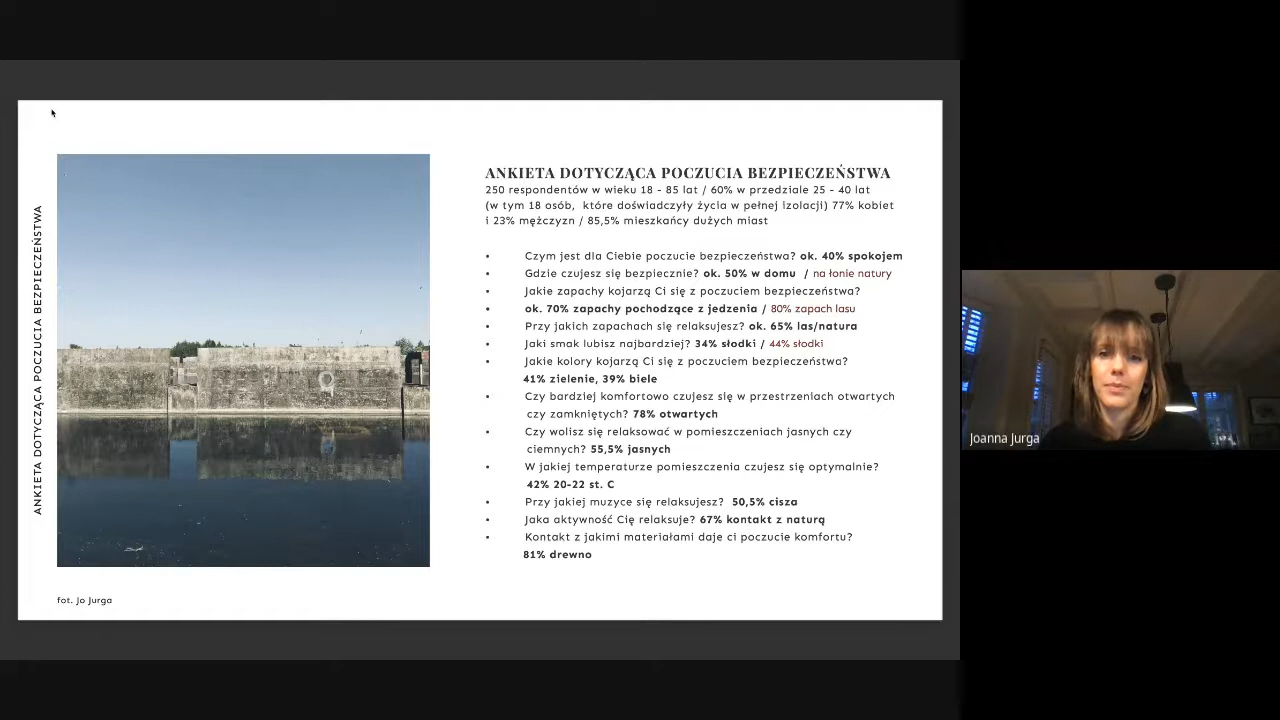 ANKIETA DOTYCZĄCA POCZUCIA BEZPIECZEŃSTWA
ANKIETA DOTYCZĄCA POCZUCIA BEZPIECZEŃSTWA
250 respondentów w wieku 18 - 85 lat / 60% w przedziale 25 - 40 lat
(w tym 18 osób, które doświadczyły życia w pełnej izolacji) 77% kobiet
i 23% mężczyzn / 85,5% mieszkańcy dużych miast
• Czym jest dla Ciebie poczucie bezpieczeństwa? ok. 40% spokojem
• Gdzie czujesz się bezpiecznie? ok. 50% w domu / na łonie natury
• Jakie zapachy kojarzą Ci się z poczuciem bezpieczeństwa?
• ok. 70% zapachy pochodzące z jedzenia / 80% zapach lasu
• Przy jakich zapachach się relaksujesz? ok. 65% las/natura
• Jaki smak lubisz najbardziej? 34% słodki / 44% słodki
• Jakie kolory kojarzą Ci się z poczuciem bezpieczeństwa?
41% zielenie, 39% biele
• Czy bardziej komfortowo czujesz się w przestrzeniach otwartych
czy zamkniętych? 78% otwartych
• Czy wolisz się relaksować w pomieszczeniach jasnych czy
ciemnych? 55,5% jasnych
• W jakiej temperaturze pomieszczenia czujesz się optymalnie?
42% 20-22 st. C
• Przy jakiej muzyce się relaksujesz? 50,5% cisza
• Jaka aktywność Cię relaksuje? 67% kontakt z naturą
• Kontakt z jakimi materiałami daje ci poczucie komfortu?
81% drewno
fot. Jo Jurga
Joanna Jurga